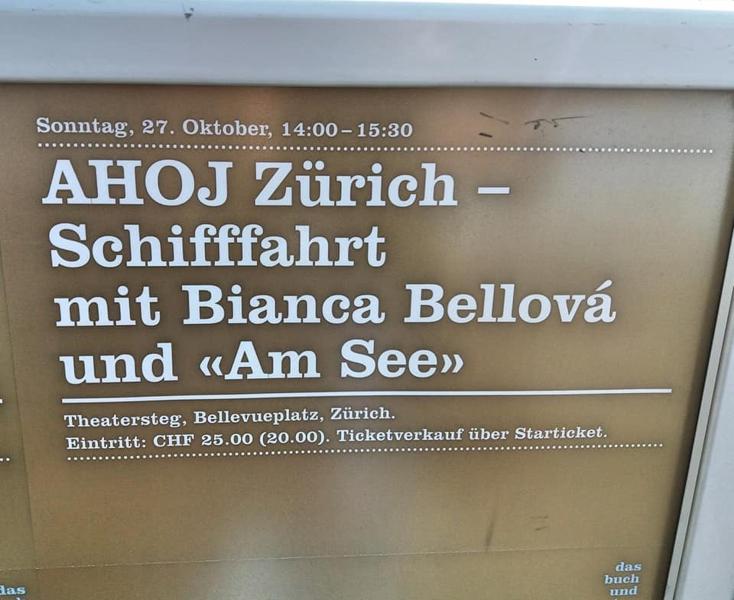 Sonntag, 27. Oktober, 14:00–15:30
AHOJ Zürich –
Schifffahrt
mit Bianca Bellová
und «Am See»
Theatersteg, Bellevueplatz, Zürich.
Eintritt: CHF 25.00 (20.00). Ticketverkauf über Starticket.
das
buch
und
das